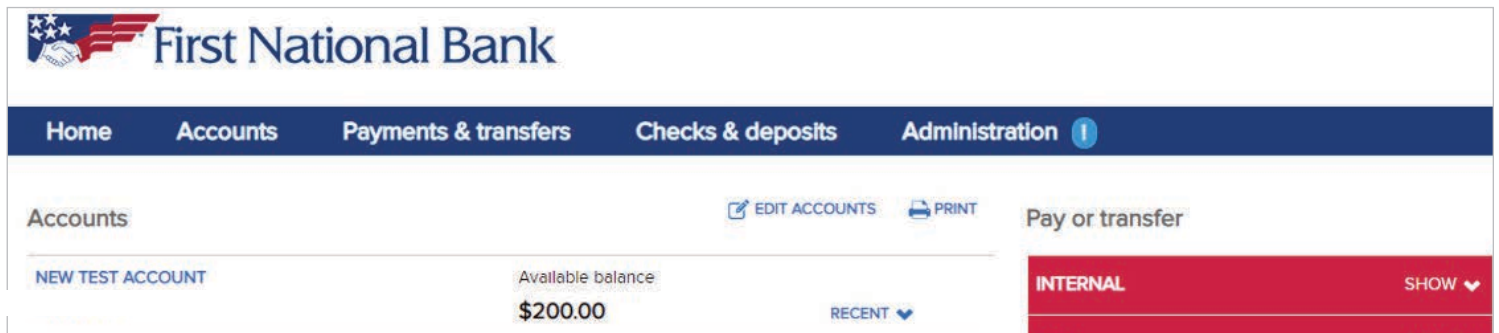 First National Bank
Home Accounts Payments & transfers Checks & deposits Administration !
Accounts EDIT ACCOUNTS PRINT Pay or transfer
NEW TEST ACCOUNT Available balance INTERNAL SHOW
$200.00 RECENT